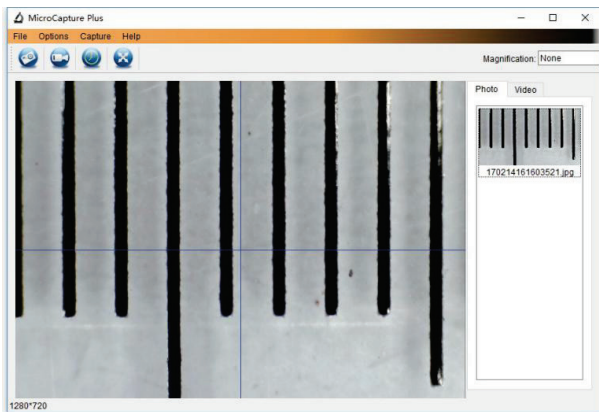 MicroCapture Plus
File Options Capture Help
Magnification: None
Photo Video
170214161603521.jpg
1280*720